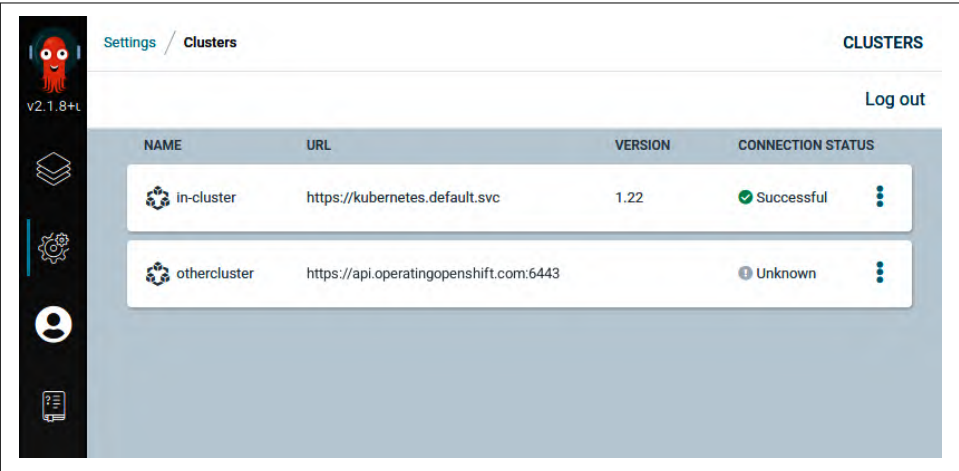 Settings / Clusters
CLUSTERS
v2.1.8+
Log out
NAME URL VERSION CONNECTION STATUS
in-cluster https://kubernetes.default.svc 1.22 Successful
othercluster https://api.operatingopenshift.com:6443 Unknown